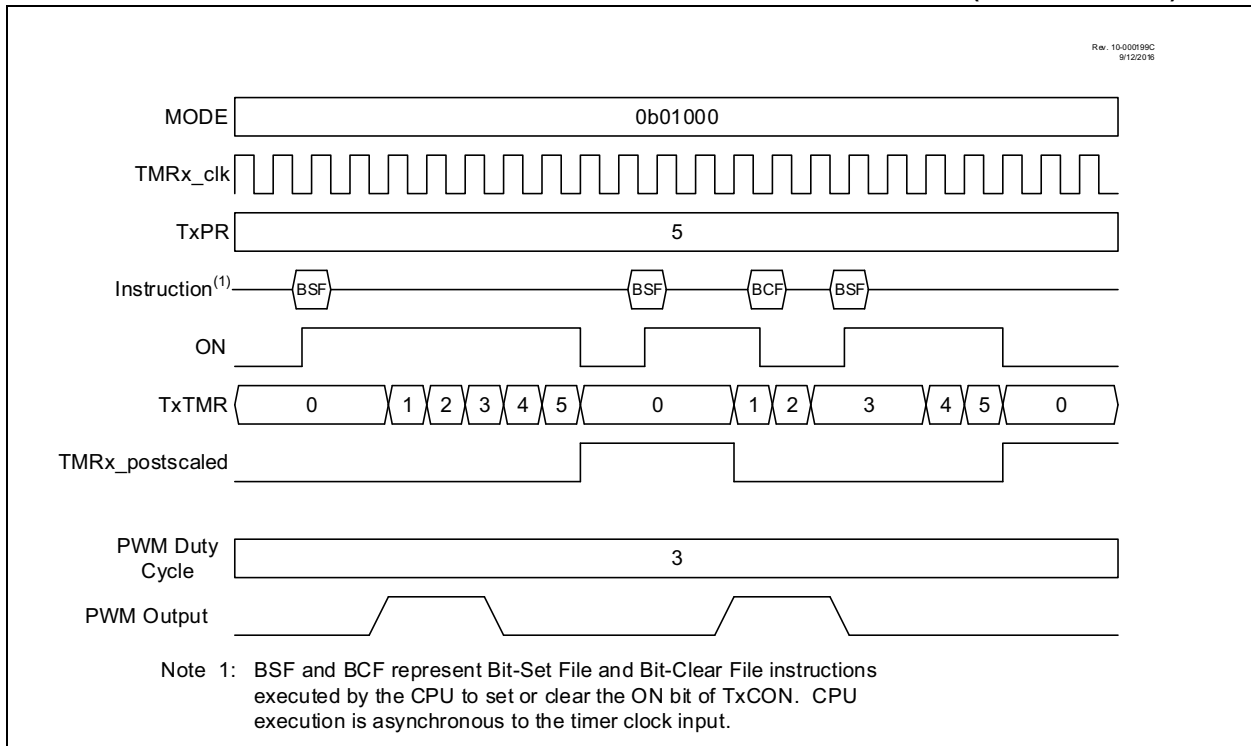 Rev. 10-000199C
9/12/2016
MODE
0b01000
TMRx_clk
TxPR
5
Instruction(1)
BSF
BSF
BCF
BSF
ON
TxTMR
0
1
2
3
4
5
0
1
2
3
4
5
0
TMRx_postscaled
PWM Duty
Cycle
3
PWM Output
Note 1: BSF and BCF represent Bit-Set File and Bit-Clear File instructions
executed by the CPU to set or clear the ON bit of TxCON. CPU
execution is asynchronous to the timer clock input.